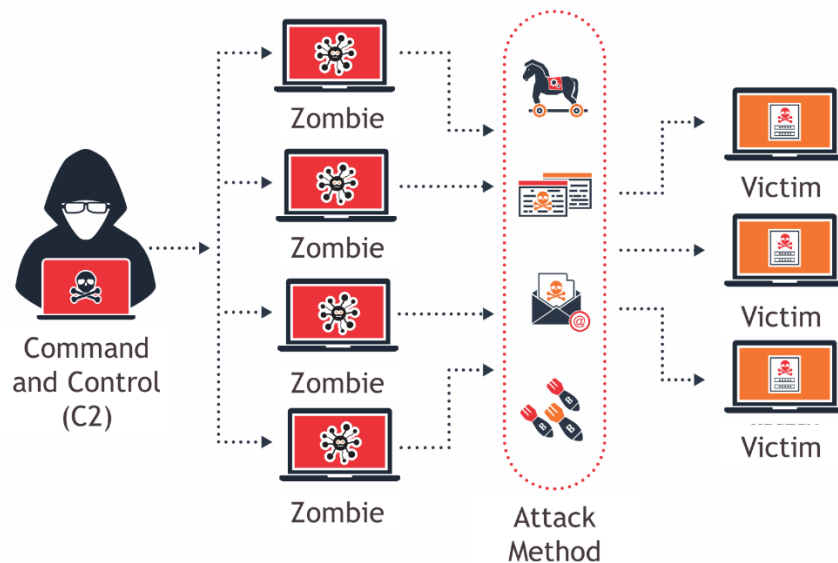 Command
and Control
(C2)
Zombie
Zombie
Zombie
Zombie
@
B
B
Attack
Method
Victim
Victim
Victim